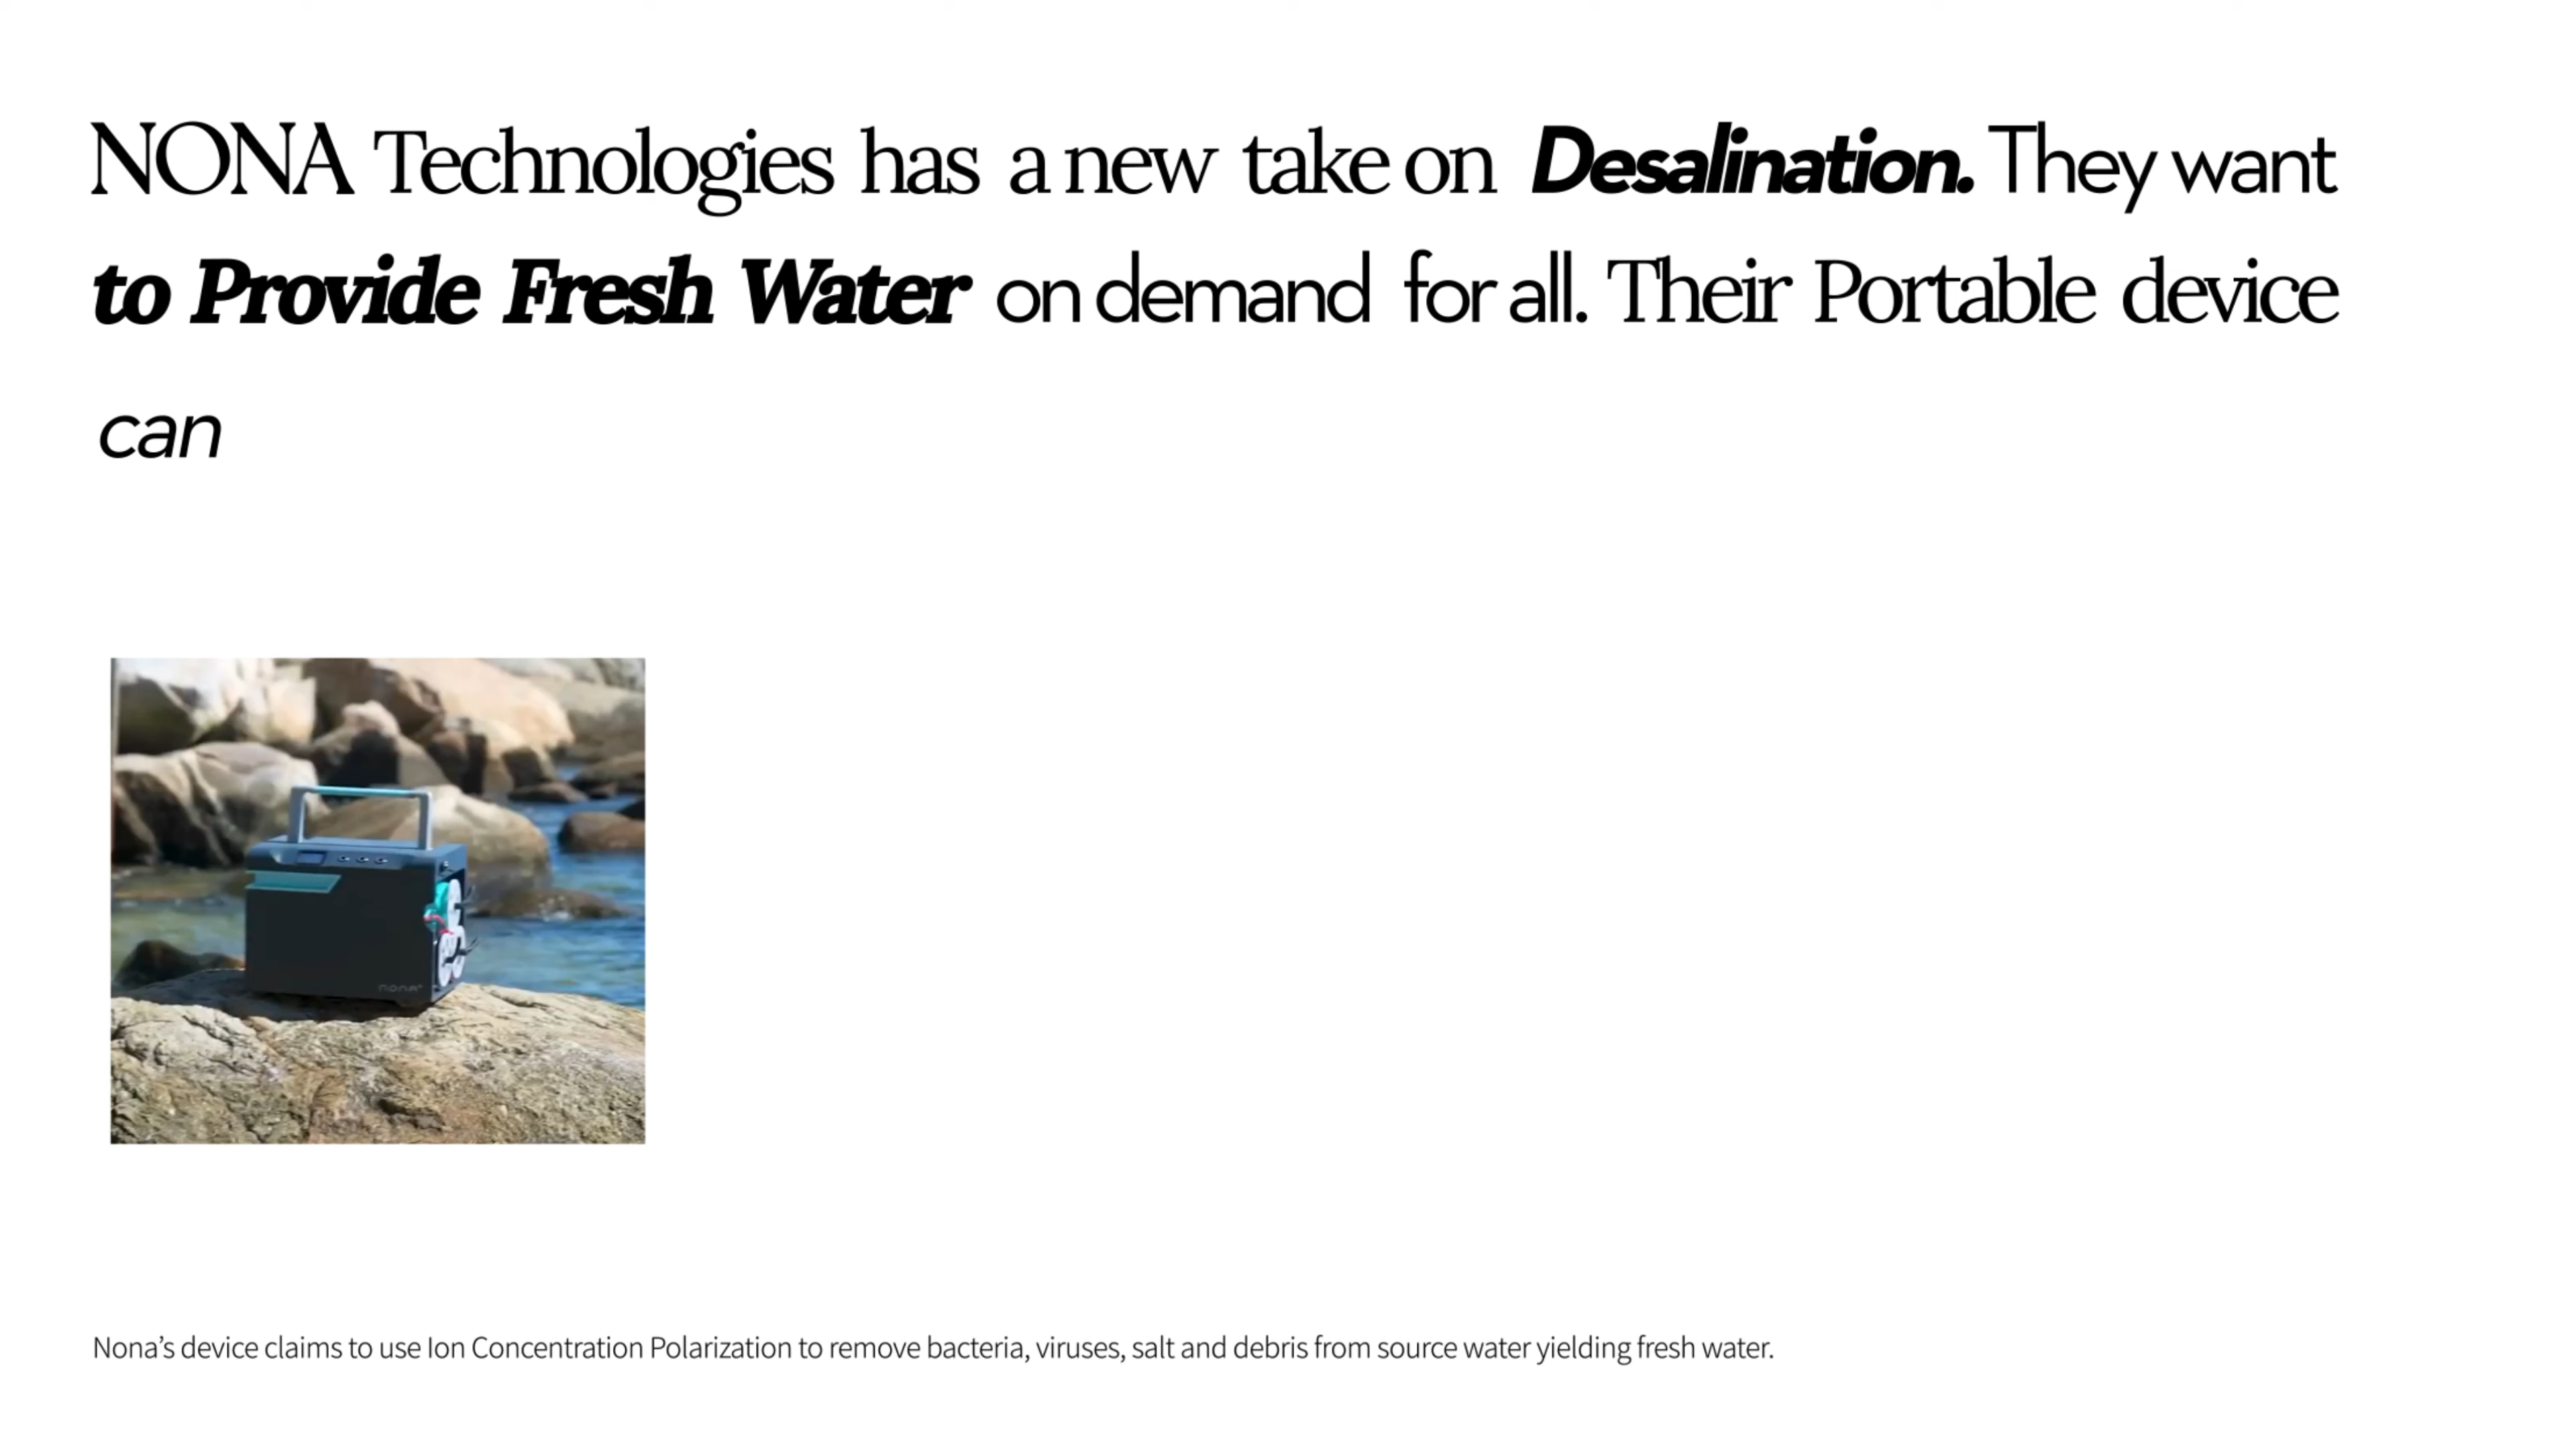 NONA Technologies has a new take on Desalination. They want
to Provide Fresh Water on demand for all. Their Portable device
can
nona
Nona’s device claims to use Ion Concentration Polarization to remove bacteria, viruses, salt and debris from source water yielding fresh water.